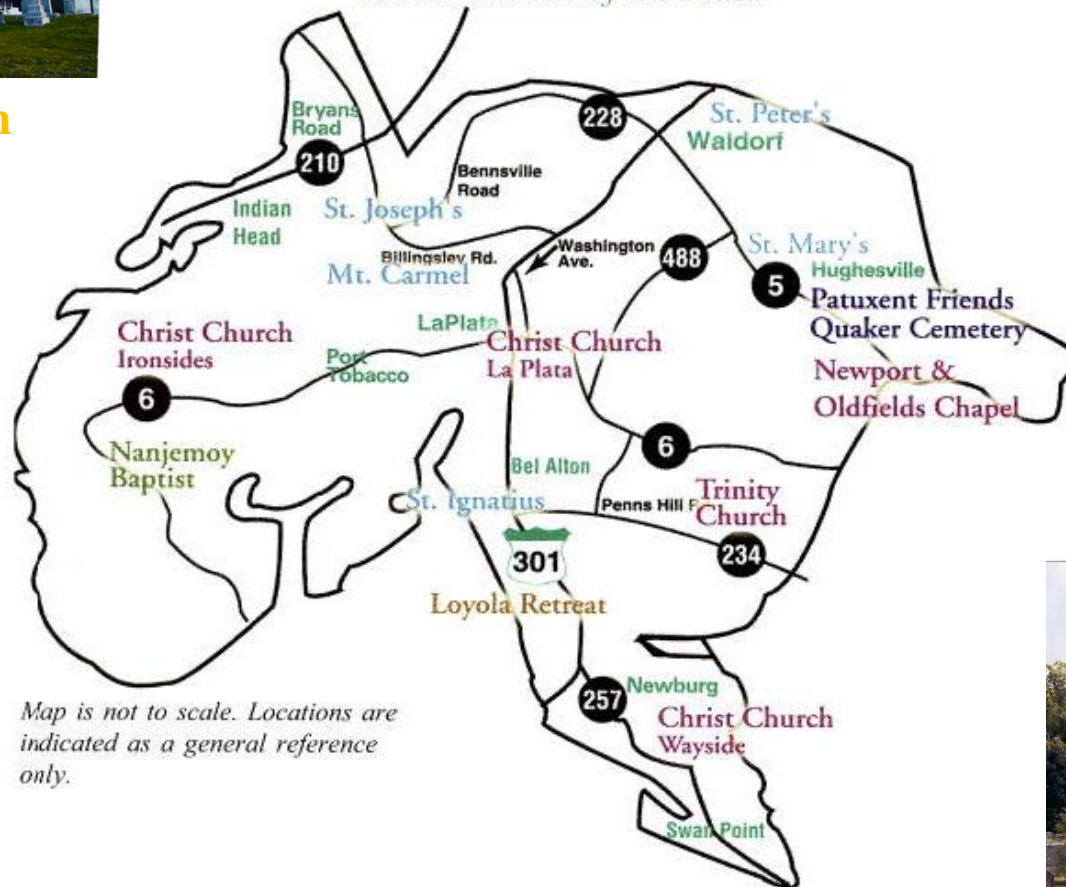 n
Bryans
Road
210
228
St. Peter's
Waldorf
Bennsville
Road
Indian
Head
St. Joseph's
Billingsley Rd.
Mt. Carmel
Washington
Ave.
488
St. Mary's
Hughesville
5
Patuxent Friends
Quaker Cemetery
LaPlata
Christ Church
La Plata
Christ Church
Ironsides
Port
Tobacco
6
Newport &
Oldfields Chapel
Nanjemoy
Baptist
6
Bel Alton
St. Ignatius
Penns Hill
Trinity
Church
301
234
Loyola Retreat
257
Newburg
Christ Church
Wayside
Swan Point
Map is not to scale. Locations are
indicated as a general reference
only.